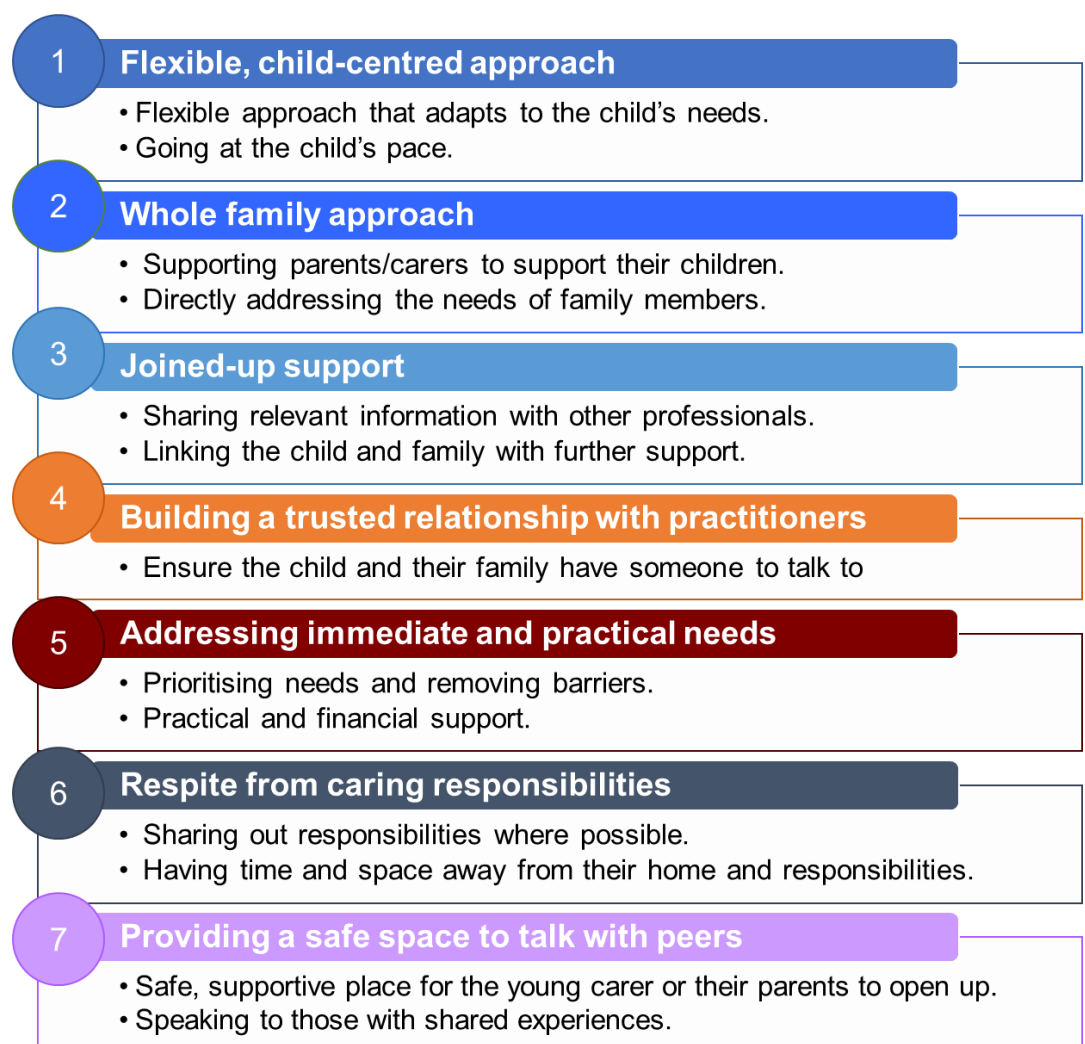 1
Flexible, child-centred approach
• Flexible approach that adapts to the child’s needs.
• Going at the child’s pace.
2
Whole family approach
• Supporting parents/carers to support their children.
• Directly addressing the needs of family members.
3
Joined-up support
• Sharing relevant information with other professionals.
• Linking the child and family with further support.
4
Building a trusted relationship with practitioners
• Ensure the child and their family have someone to talk to
5
Addressing immediate and practical needs
• Prioritising needs and removing barriers.
• Practical and financial support.
6
Respite from caring responsibilities
• Sharing out responsibilities where possible.
• Having time and space away from their home and responsibilities.
7
Providing a safe space to talk with peers
• Safe, supportive place for the young carer or their parents to open up.
• Speaking to those with shared experiences.